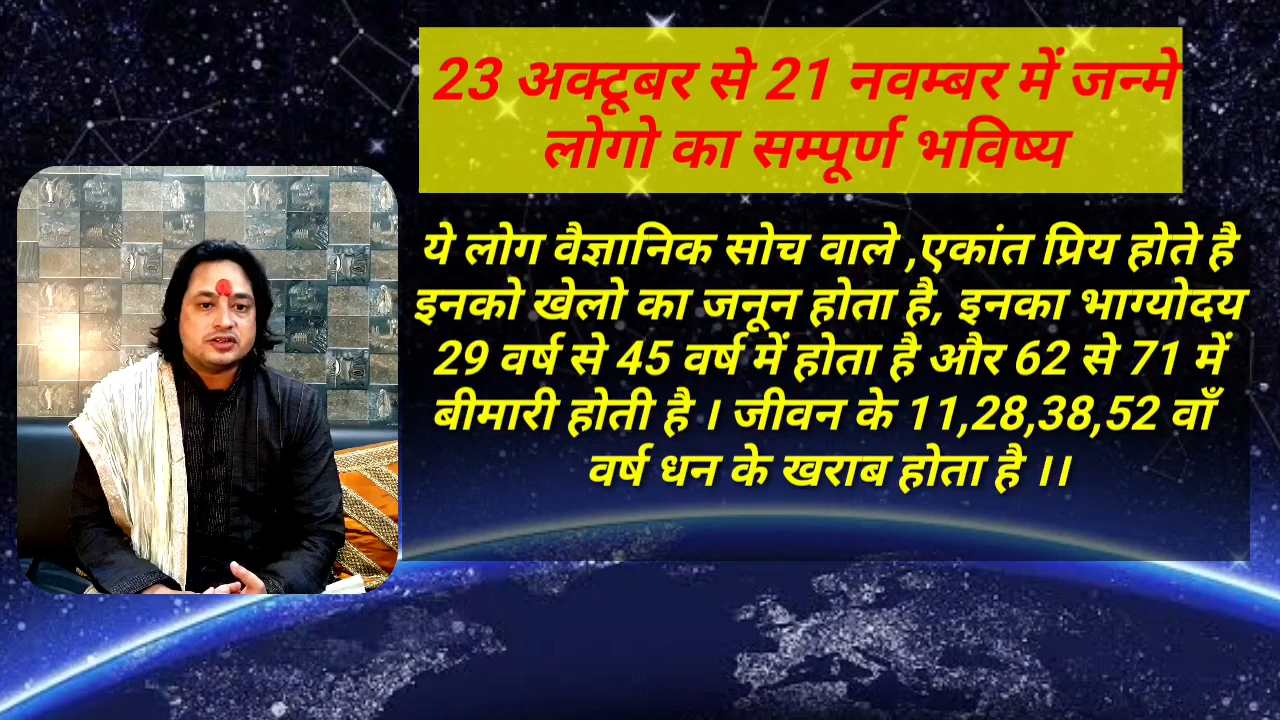 23 अक्टूबर से 21 नवम्बर में जन्मे
लोगो का सम्पूर्ण भविष्य
ये लोग वैज्ञानिक सोच वाले ,एकांत प्रिय होते है
इनको खेलो का जनून होता है, इनका भाग्योदय
29 वर्ष से 45 वर्ष में होता है और 62 से 71 में
बीमारी होती है । जीवन के 11,28,38,52 वाँ
वर्ष धन के खराब होता है ।।